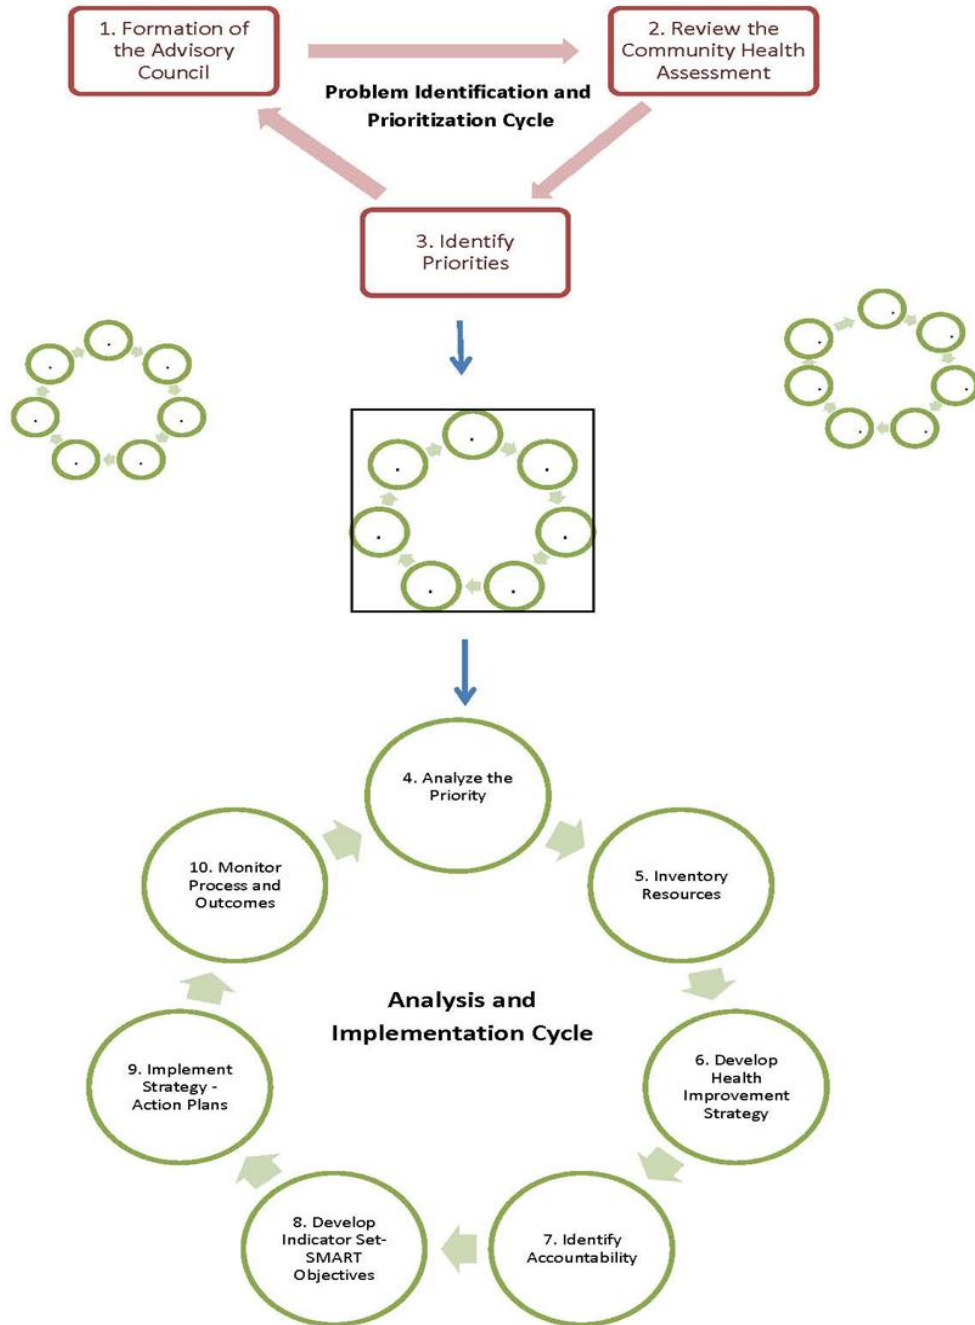 1. Formation of
the Advisory
Council
2. Review the
Community Health
Assessment
Problem Identification and
Prioritization Cycle
3. Identify
Priorities
4. Analyze the
Priority
5. Inventory
Resources
6. Develop
Health
Improvement
Strategy
7. Identify
Accountability
8. Develop
Indicator Set-
SMART
Objectives
9. Implement
Strategy -
Action Plans
10. Monitor
Process and
Outcomes
Analysis and
Implementation Cycle